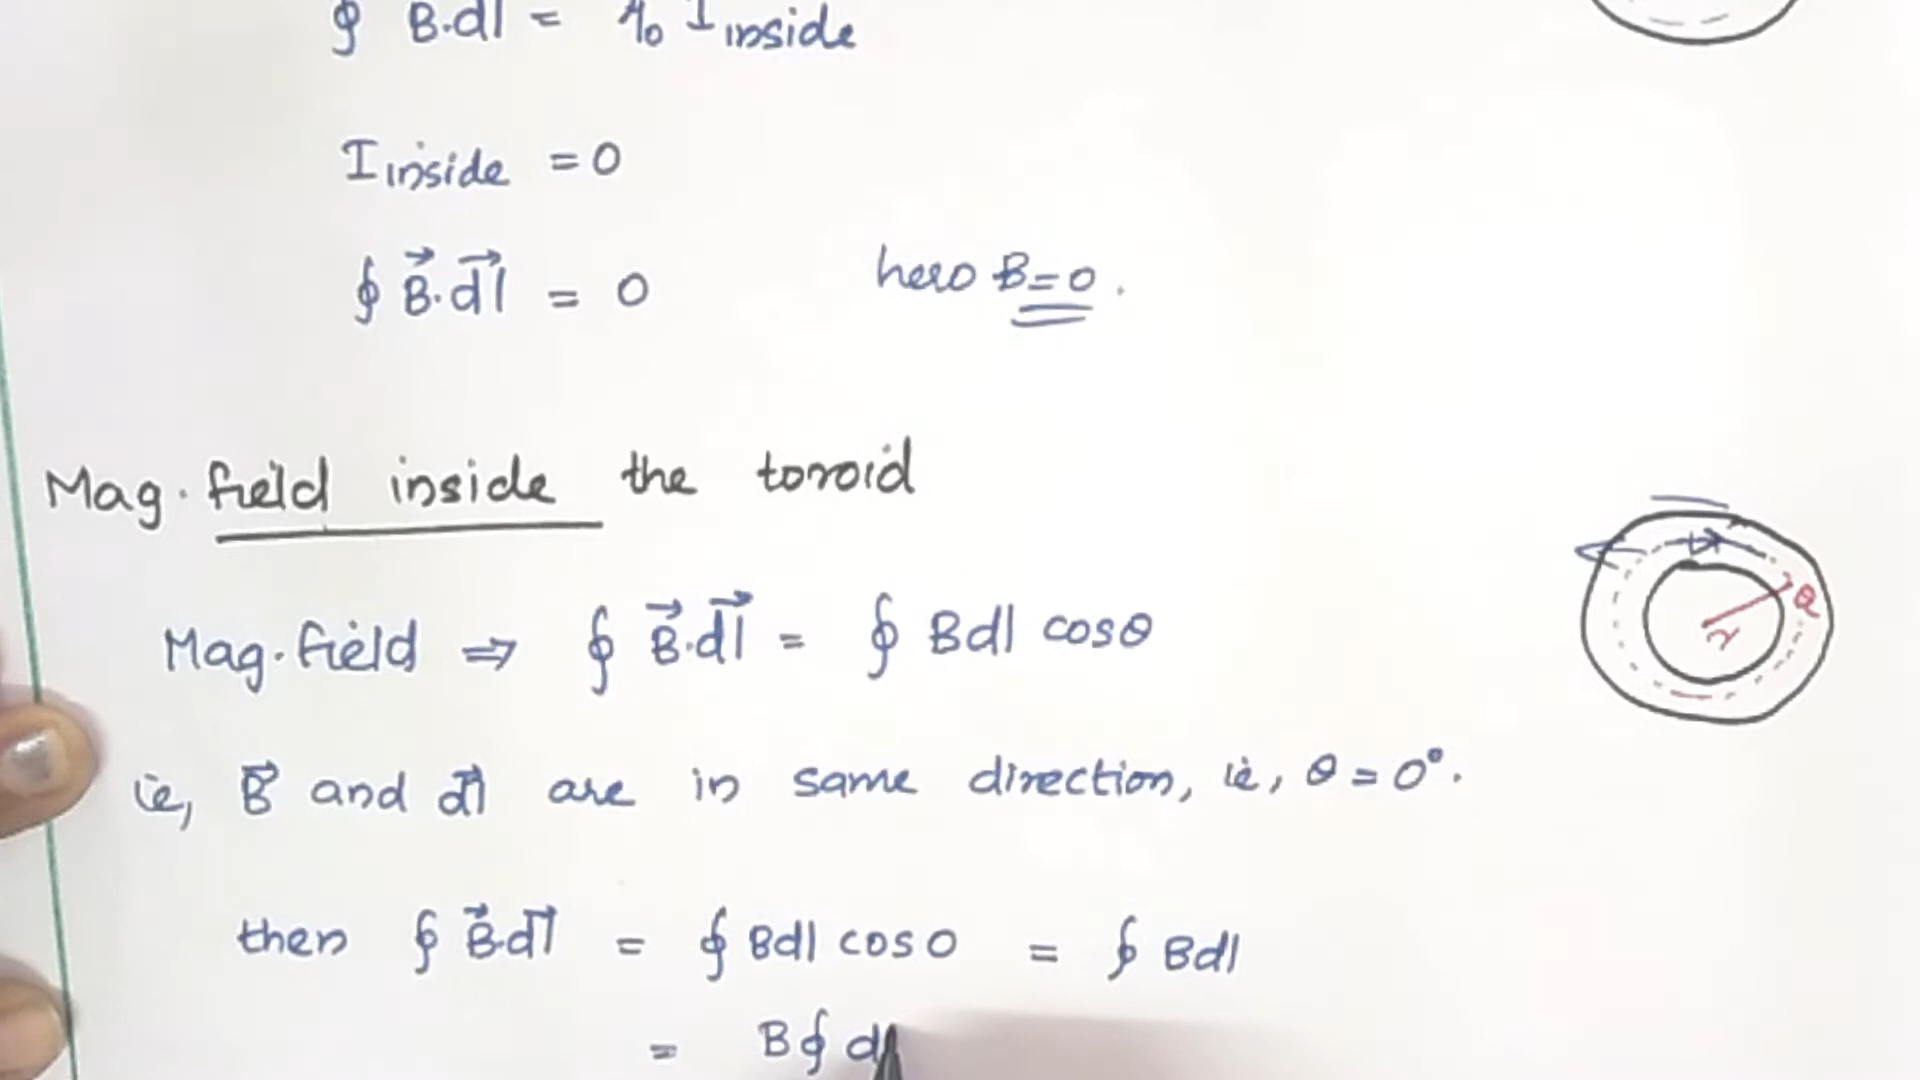 ∮ B.dl = μ₀ I inside
I inside = 0
∮ B⃗.dl⃗ = 0 here B=0.
Mag. field inside the toroid
Mag. field ⇒ ∮ B⃗.dl⃗ = ∮ Bdl cosθ
Q
r
ie, B⃗ and dl⃗ are in same direction, ie, θ = 0°.
then ∮ B⃗.dl⃗ = ∮ Bdl cos0 = ∮ Bdl
= B∮ dl